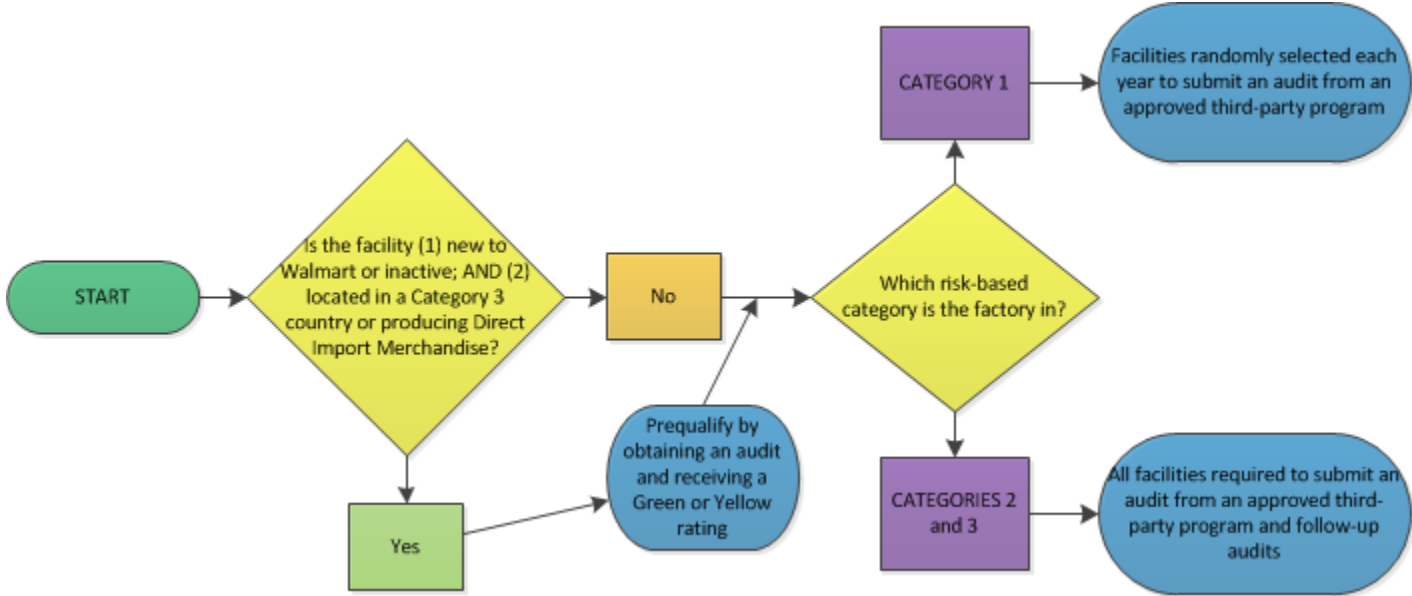 START
Is the facility (1) new to
Walmart or inactive; AND (2)
located in a Category 3
country or producing Direct
Import Merchandise?
No
Yes
Prequalify by
obtaining an audit
and receiving a
Green or Yellow
rating
Which risk-based
category is the factory in?
CATEGORY 1
Facilities randomly selected each
year to submit an audit from an
approved third-party program
CATEGORIES 2
and 3
All facilities required to submit an
audit from an approved third-
party program and follow-up
audits